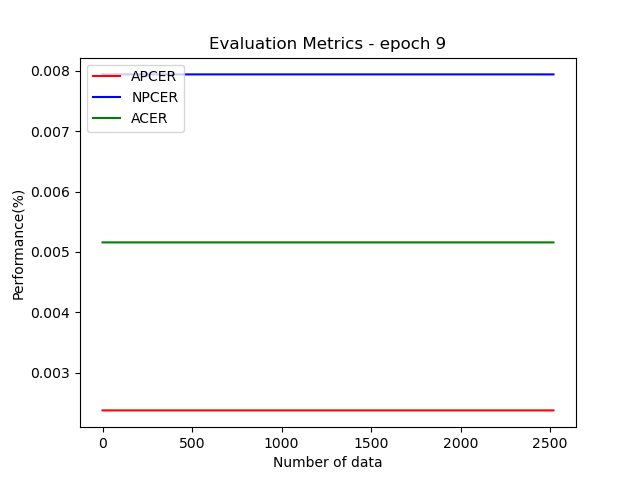 Evaluation Metrics - epoch 9
APCER
NPCER
ACER
0.008
0.007
0.006
0.005
0.004
0.003
Performance(%)
0
500
1000
1500
2000
2500
Number of data